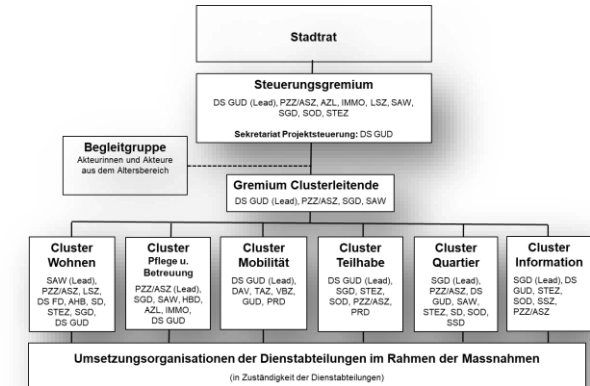 Stadtrat
Steuerungsgremium
DS GUD (Lead), PZZ/ASZ, AZL, IMMO, LSZ, SAW,
SGD, SOD, STEZ
Sekretariat Projektsteuerung: DS GUD
Begleitgruppe
Akteurinnen und Akteure
aus dem Altersbereich
Gremium Clusterleitende
DS GUD (Lead), PZZ/ASZ, SGD, SAW
Cluster
Wohnen
SAW (Lead),
PZZ/ASZ, LSZ,
DS FD, AHB, SD,
STEZ, SGD,
DS GUD
Cluster
Pflege u.
Betreuung
PZZ/ASZ (Lead),
SGD, SAW, HBD,
AZL, IMMO,
DS GUD
Cluster
Mobilität
DS GUD (Lead),
DAV, TAZ, VBZ,
GUD, PRD
Cluster
Teilhabe
DS GUD (Lead),
SGD, STEZ,
SOD, PZZ/ASZ,
PRD
Cluster
Quartier
SGD (Lead),
PZZ/ASZ, DS
GUD, SAW,
STEZ, SD, SOD,
SSD
Cluster
Information
SGD (Lead), DS
GUD, STEZ,
SOD, SSZ,
PZZ/ASZ
Umsetzungsorganisationen der Dienstabteilungen im Rahmen der Massnahmen
(in Zuständigkeit der Dienstabteilungen)